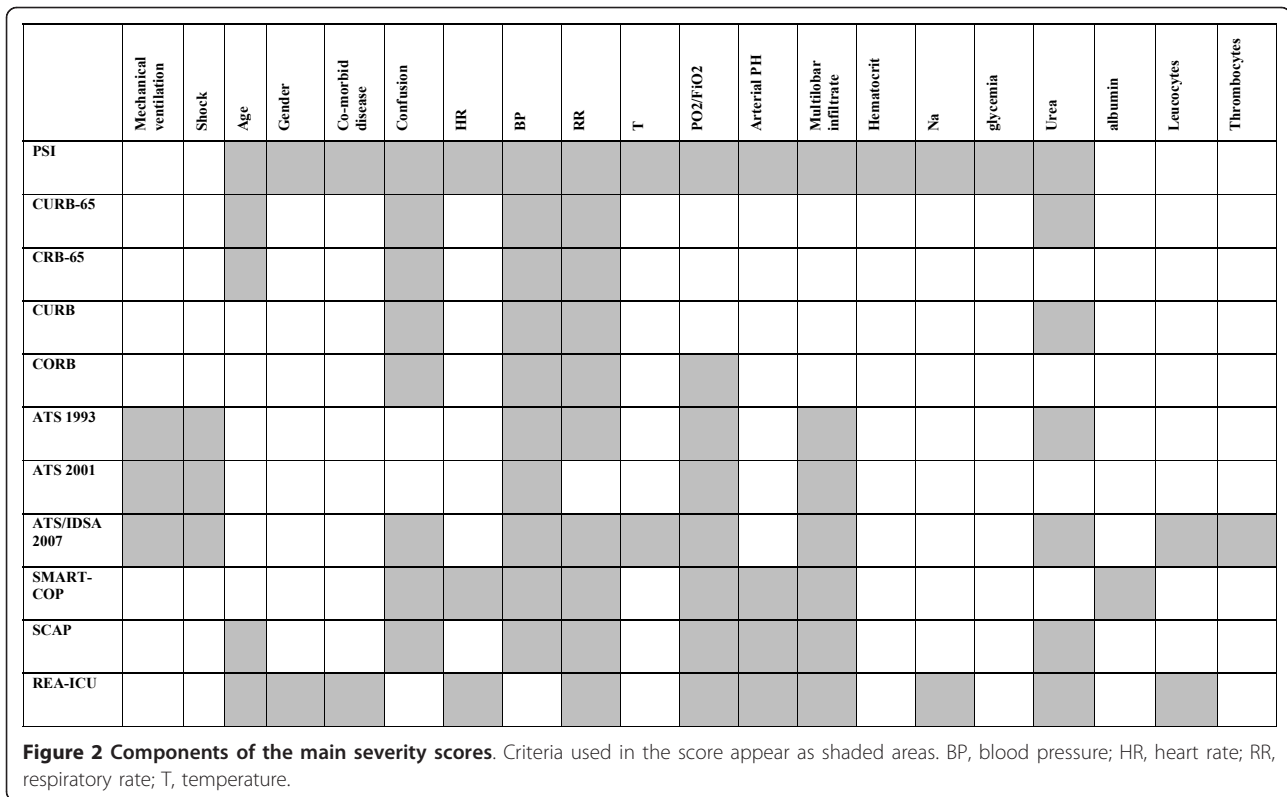 Mechanical
ventilation
Shock
Age
Gender
Co-morbid
disease
Confusion
HR
BP
RR
T
PO2/FiO2
Arterial PH
Multilobar
infiltrate
Hematocrit
Na
glycemia
Urea
albumin
Leucocytes
Thrombocytes
PSI
CURB-65
CRB-65
CURB
CORB
ATS 1993
ATS 2001
ATS/IDSA
2007
SMART-
COP
SCAP
REA-ICU
Figure 2 Components of the main severity scores. Criteria used in the score appear as shaded areas. BP, blood pressure; HR, heart rate; RR,
respiratory rate; T, temperature.